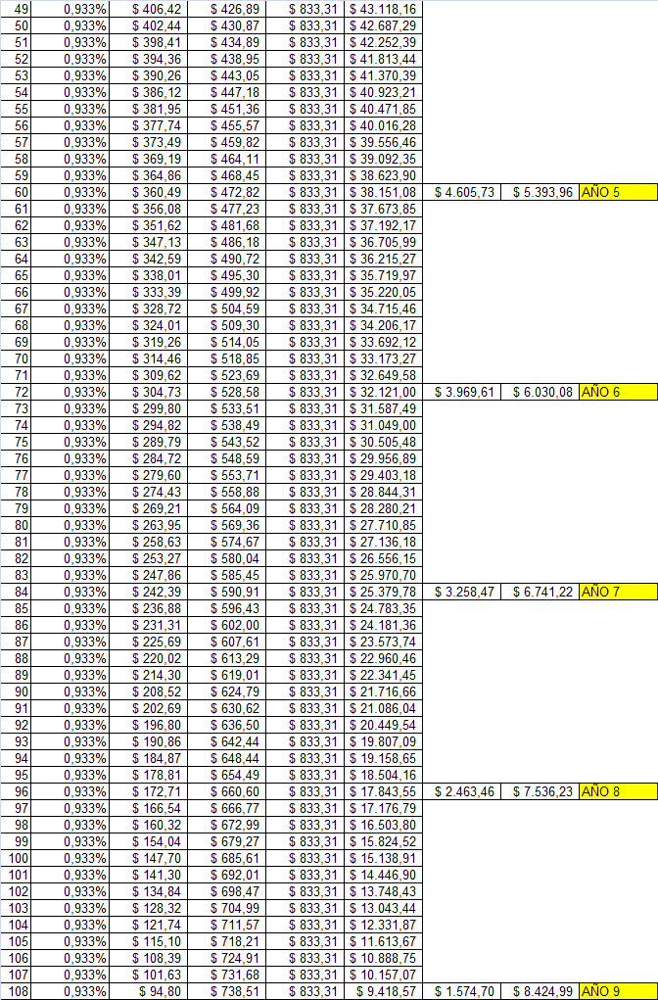 49 0,933% $ 406,42 $ 426,89 $ 833,31 $ 43.118,16
50 0,933% $ 402,44 $ 430,87 $ 833,31 $ 42.687,29
51 0,933% $ 398,41 $ 434,89 $ 833,31 $ 42.252,39
52 0,933% $ 394,36 $ 438,95 $ 833,31 $ 41.813,44
53 0,933% $ 390,26 $ 443,05 $ 833,31 $ 41.370,39
54 0,933% $ 386,12 $ 447,18 $ 833,31 $ 40.923,21
55 0,933% $ 381,95 $ 451,36 $ 833,31 $ 40.471,85
56 0,933% $ 377,74 $ 455,57 $ 833,31 $ 40.016,28
57 0,933% $ 373,49 $ 459,82 $ 833,31 $ 39.556,46
58 0,933% $ 369,19 $ 464,11 $ 833,31 $ 39.092,35
59 0,933% $ 364,86 $ 468,45 $ 833,31 $ 38.623,90
60 0,933% $ 360,49 $ 472,82 $ 833,31 $ 38.151,08 $ 4.605,73 $ 5.393,96 AÑO 5
61 0,933% $ 356,08 $ 477,23 $ 833,31 $ 37.673,85
62 0,933% $ 351,62 $ 481,68 $ 833,31 $ 37.192,17
63 0,933% $ 347,13 $ 486,18 $ 833,31 $ 36.705,99
64 0,933% $ 342,59 $ 490,72 $ 833,31 $ 36.215,27
65 0,933% $ 338,01 $ 495,30 $ 833,31 $ 35.719,97
66 0,933% $ 333,39 $ 499,92 $ 833,31 $ 35.220,05
67 0,933% $ 328,72 $ 504,59 $ 833,31 $ 34.715,46
68 0,933% $ 324,01 $ 509,30 $ 833,31 $ 34.206,17
69 0,933% $ 319,26 $ 514,05 $ 833,31 $ 33.692,12
70 0,933% $ 314,46 $ 518,85 $ 833,31 $ 33.173,27
71 0,933% $ 309,62 $ 523,69 $ 833,31 $ 32.649,58
72 0,933% $ 304,73 $ 528,58 $ 833,31 $ 32.121,00 $ 3.969,61 $ 6.030,08 AÑO 6
73 0,933% $ 299,80 $ 533,51 $ 833,31 $ 31.587,49
74 0,933% $ 294,82 $ 538,49 $ 833,31 $ 31.049,00
75 0,933% $ 289,79 $ 543,52 $ 833,31 $ 30.505,48
76 0,933% $ 284,72 $ 548,59 $ 833,31 $ 29.956,89
77 0,933% $ 279,60 $ 553,71 $ 833,31 $ 29.403,18
78 0,933% $ 274,43 $ 558,88 $ 833,31 $ 28.844,31
79 0,933% $ 269,21 $ 564,09 $ 833,31 $ 28.280,21
80 0,933% $ 263,95 $ 569,36 $ 833,31 $ 27.710,85
81 0,933% $ 258,63 $ 574,67 $ 833,31 $ 27.136,18
82 0,933% $ 253,27 $ 580,04 $ 833,31 $ 26.556,15
83 0,933% $ 247,86 $ 585,45 $ 833,31 $ 25.970,70
84 0,933% $ 242,39 $ 590,91 $ 833,31 $ 25.379,78 $ 3.258,47 $ 6.741,22 AÑO 7
85 0,933% $ 236,88 $ 596,43 $ 833,31 $ 24.783,35
86 0,933% $ 231,31 $ 602,00 $ 833,31 $ 24.181,36
87 0,933% $ 225,69 $ 607,61 $ 833,31 $ 23.573,74
88 0,933% $ 220,02 $ 613,29 $ 833,31 $ 22.960,46
89 0,933% $ 214,30 $ 619,01 $ 833,31 $ 22.341,45
90 0,933% $ 208,52 $ 624,79 $ 833,31 $ 21.716,66
91 0,933% $ 202,69 $ 630,62 $ 833,31 $ 21.086,04
92 0,933% $ 196,80 $ 636,50 $ 833,31 $ 20.449,54
93 0,933% $ 190,86 $ 642,44 $ 833,31 $ 19.807,09
94 0,933% $ 184,87 $ 648,44 $ 833,31 $ 19.158,65
95 0,933% $ 178,81 $ 654,49 $ 833,31 $ 18.504,16
96 0,933% $ 172,71 $ 660,60 $ 833,31 $ 17.843,55 $ 2.463,46 $ 7.536,23 AÑO 8
97 0,933% $ 166,54 $ 666,77 $ 833,31 $ 17.176,79
98 0,933% $ 160,32 $ 672,99 $ 833,31 $ 16.503,80
99 0,933% $ 154,04 $ 679,27 $ 833,31 $ 15.824,52
100 0,933% $ 147,70 $ 685,61 $ 833,31 $ 15.138,91
101 0,933% $ 141,30 $ 692,01 $ 833,31 $ 14.446,90
102 0,933% $ 134,84 $ 698,47 $ 833,31 $ 13.748,43
103 0,933% $ 128,32 $ 704,99 $ 833,31 $ 13.043,44
104 0,933% $ 121,74 $ 711,57 $ 833,31 $ 12.331,87
105 0,933% $ 115,10 $ 718,21 $ 833,31 $ 11.613,67
106 0,933% $ 108,39 $ 724,91 $ 833,31 $ 10.888,75
107 0,933% $ 101,63 $ 731,68 $ 833,31 $ 10.157,07
108 0,933% $ 94,80 $ 738,51 $ 833,31 $ 9.418,57 $ 1.574,70 $ 8.424,99 AÑO 9